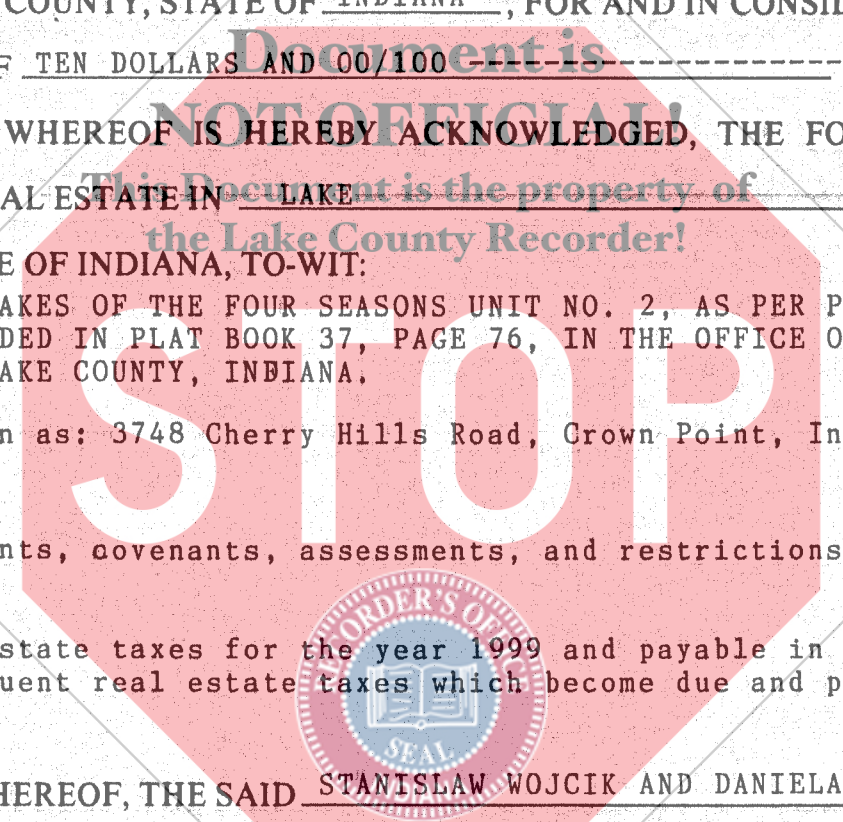 COUNTY, STATE OF INDIANA, FOR AND IN CONSID
F TEN DOLLARS AND 00/100 --------------------
Document is
NOT OFFICIAL!
WHEREOF IS HEREBY ACKNOWLEDGED, THE FO
This Document is the property of
AL ESTATE IN LAKE
the Lake County Recorder!
E OF INDIANA, TO-WIT:
AKES OF THE FOUR SEASONS UNIT NO. 2, AS PER P
DED IN PLAT BOOK 37, PAGE 76, IN THE OFFICE O
AKE COUNTY, INDIANA.
STOP
n as: 3748 Cherry Hills Road, Crown Point, In
nts, covenants, assessments, and restrictions
RECORDER'S OFFICE
state taxes for the year 1999 and payable in
uent real estate taxes which become due and p
SEAL
INDIANA
HEREOF, THE SAID STANISLAW WOJCIK AND DANIELA